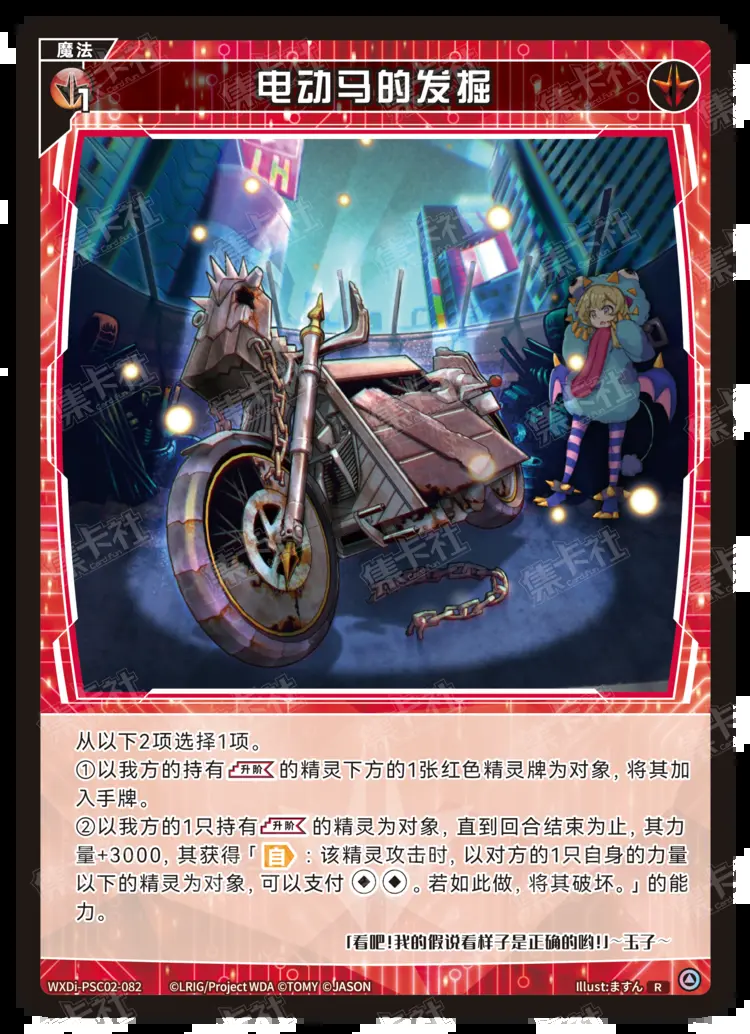 魔法
1
电动马的发掘
从以下2项选择1项。
①以我方的持有升阶的精灵下方的1张红色精灵牌为对象，将其加
入手牌。
②以我方的1只持有升阶的精灵为对象，直到回合结束为止，其力
量+3000，其获得「自：该精灵攻击时，以对方的1只自身的力量
以下的精灵为对象，可以支付◆◆。若如此做，将其破坏。」的能
力。
「看吧！我的假说看样子是正确的哟！」～玉子～
WXDi-PSC02-082 ©LRIG/Project WDA ©TOMY ©JASON Illust:ますん R
集卡社